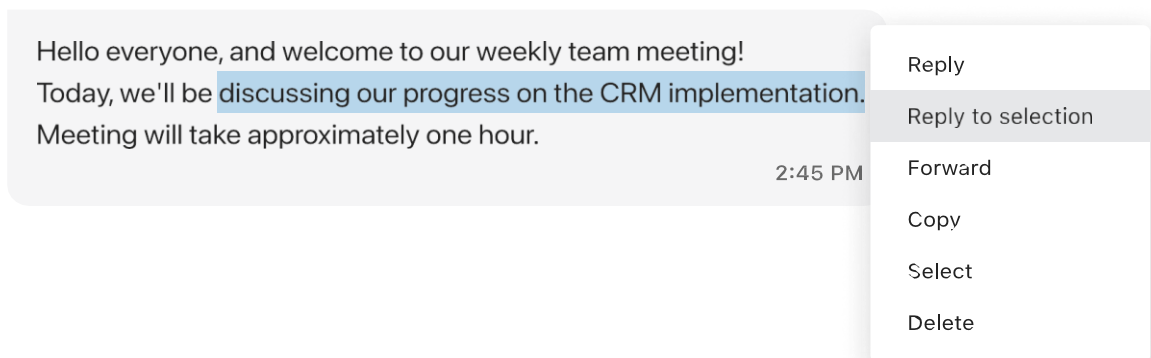 Hello everyone, and welcome to our weekly team meeting!
Today, we'll be discussing our progress on the CRM implementation.
Meeting will take approximately one hour.
2:45 PM
Reply
Reply to selection
Forward
Copy
Select
Delete